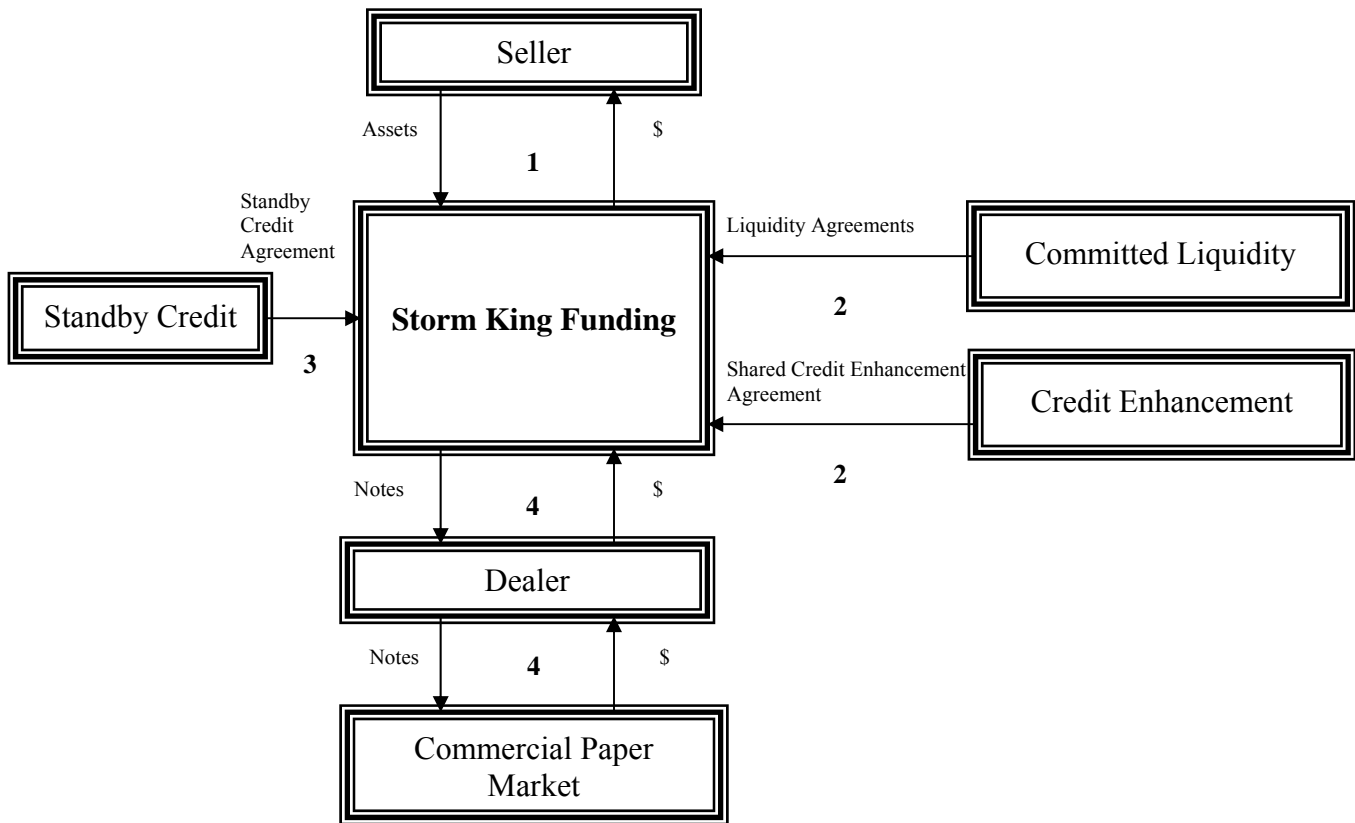 Seller
Assets
$
1
Standby
Credit
Agreement
Liquidity Agreements
Committed Liquidity
2
Standby Credit
3
Storm King Funding
Shared Credit Enhancement
Agreement
Credit Enhancement
2
Notes
$
4
Dealer
Notes
$
4
Commercial Paper
Market